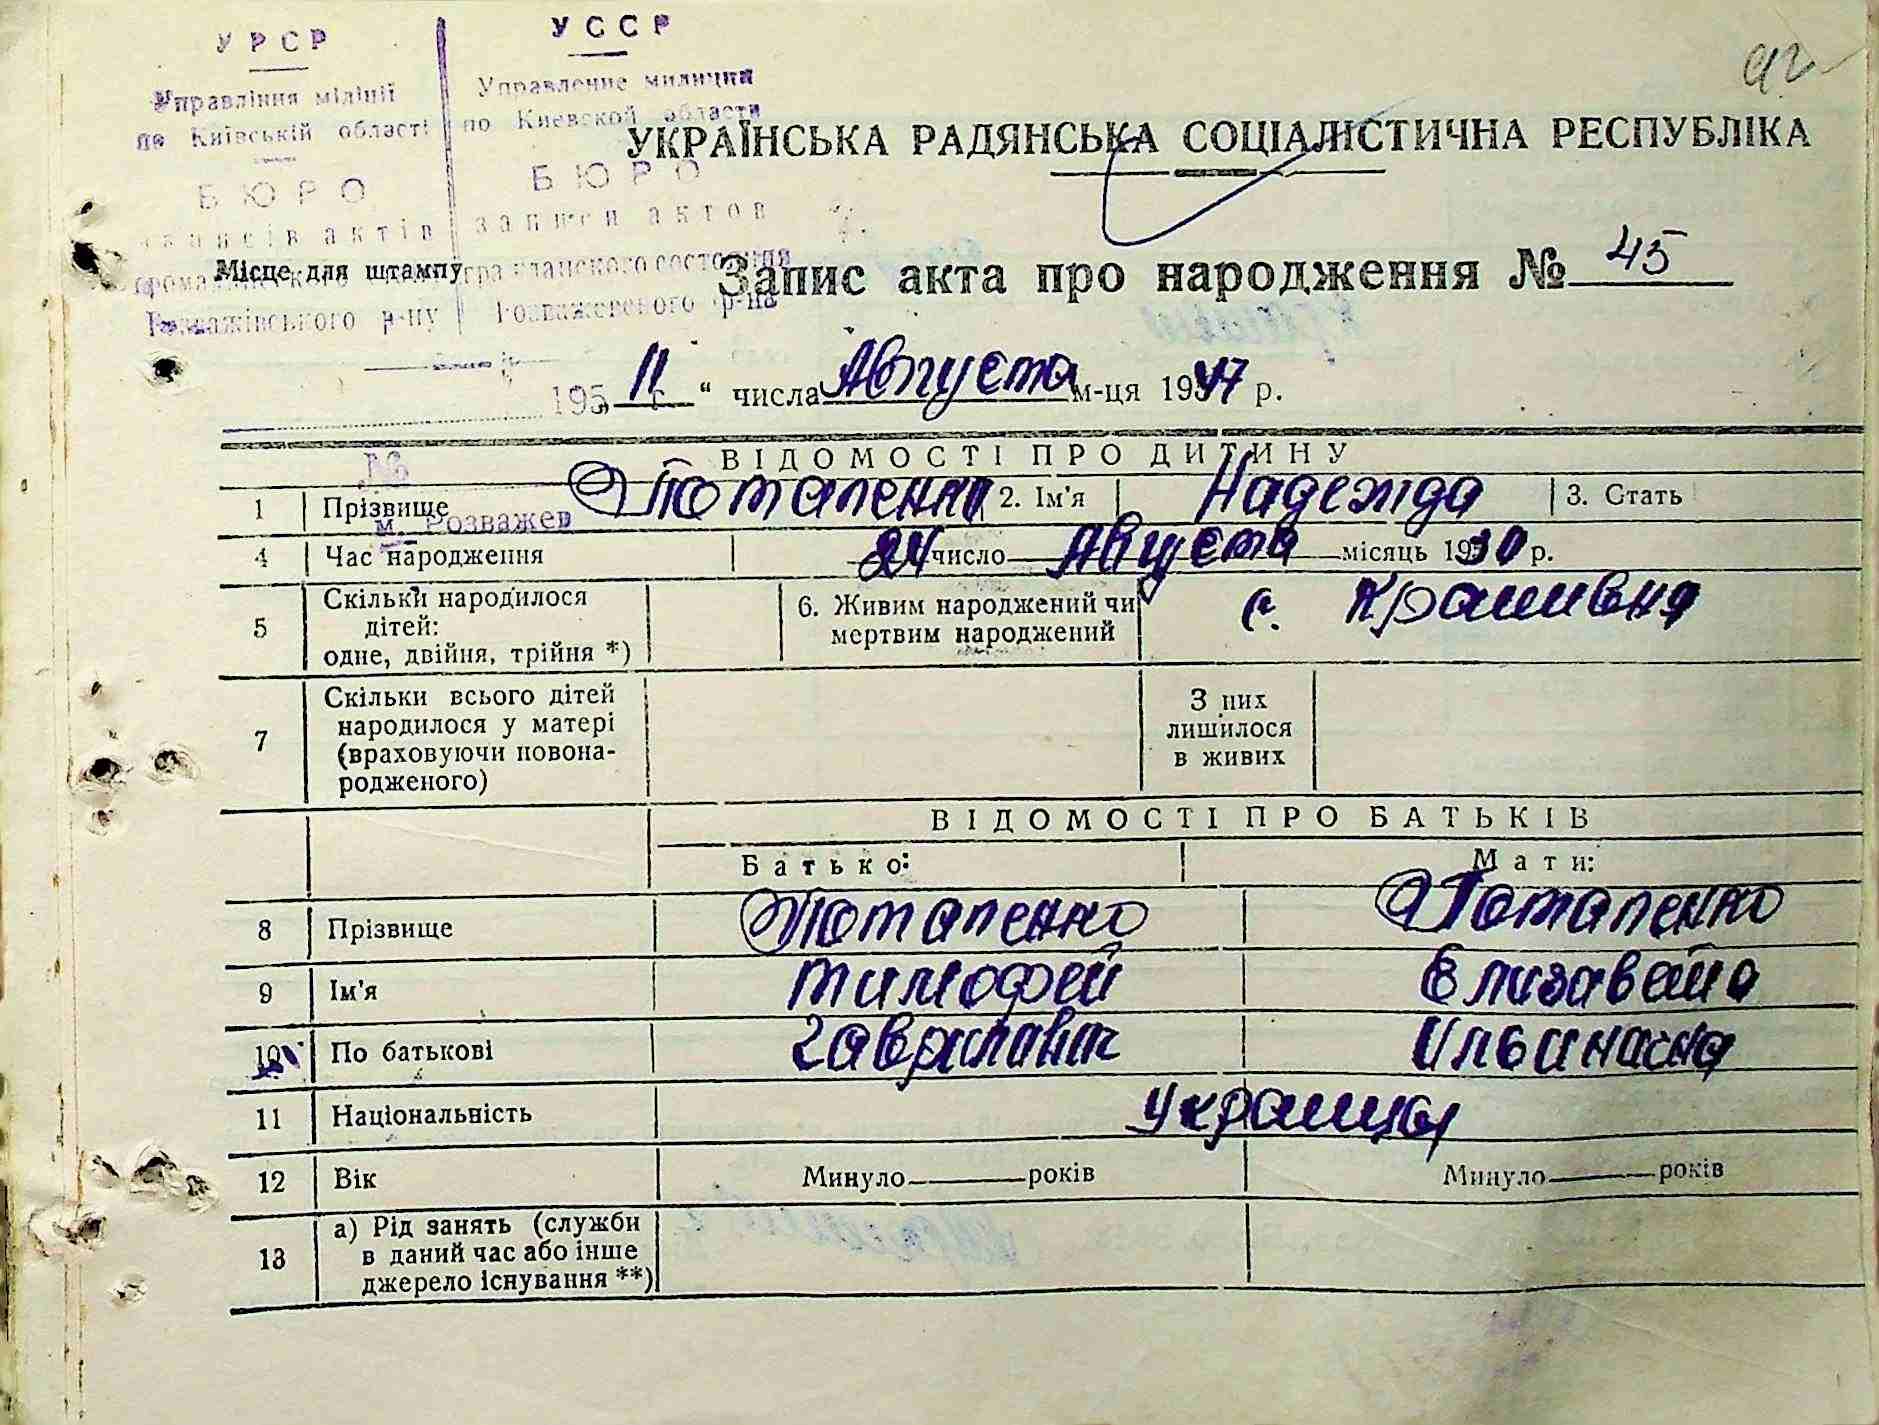 УРСР
Управління міліції
по Київській області
БЮРО
записів актів
громадянського стану
Розважівського р-ну
УССР
Управление милиции
по Киевской области
БЮРО
записи актов
гражданского состояния
Розважевского р-на
195
№
м. Розважев
92
УКРАЇНСЬКА РАДЯНСЬКА СОЦІАЛІСТИЧНА РЕСПУБЛІКА
Місце для штампу
Запис акта про народження № 45
„ 11 “ числа Августа м-ця 1947 р.
ВІДОМОСТІ ПРО ДИТИНУ
1 Прізвище Потапенко 2. Ім'я Надежда 3. Стать
4 Час народження 24 число Августа місяць 1930 р.
5 Скільки народилося
дітей:
одне, двійня, трійня *)
6. Живим народжений чи
мертвим народжений
с. Крапивня
7 Скільки всього дітей
народилося у матері
(враховуючи новона-
родженого)
З них
лишилося
в живих
ВІДОМОСТІ ПРО БАТЬКІВ
Батько: Мати:
8 Прізвище Потапенко Потапенко
9 Ім'я Тимофей Елизавета
10 По батькові Гаврилович Ильинична
11 Національність Украинцы
12 Вік Минуло років Минуло років
13 а) Рід занять (служби
в даний час або інше
джерело існування **)